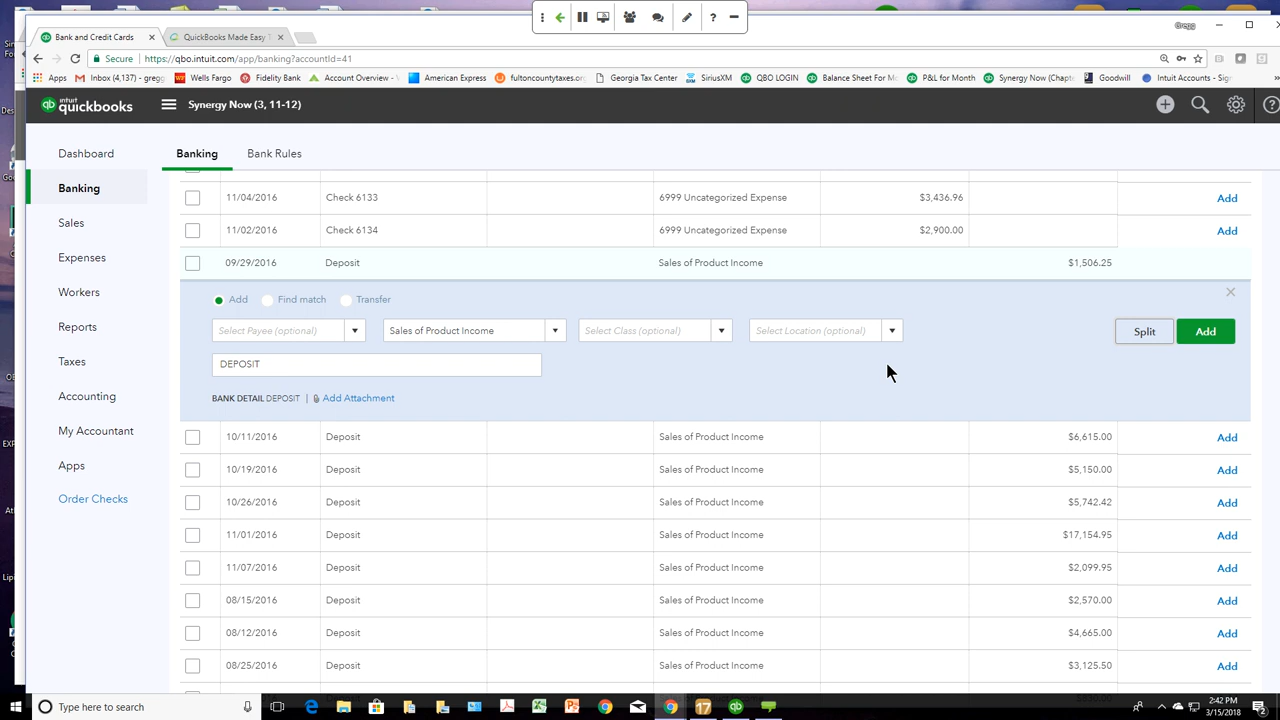 Gregg
Bank and Credit Cards
QuickBooks Made Easy T
Secure
https://qbo.intuit.com/app/banking?accountId=41
Apps
Inbox (4,137) - gregg
Wells Fargo
Fidelity Bank
Account Overview - V
American Express
fultoncountytaxes.org
Georgia Tax Center
SiriusXM
QBO LOGIN
Balance Sheet For Mo
P&L for Month
Synergy Now (Chapte
Goodwill
Intuit Accounts - Sign
intuit
quickbooks
Synergy Now (3, 11-12)
Dashboard
Banking
Sales
Expenses
Workers
Reports
Taxes
Accounting
My Accountant
Apps
Order Checks
Banking
Bank Rules
11/04/2016 Check 6133 6999 Uncategorized Expense $3,436.96 Add
11/02/2016 Check 6134 6999 Uncategorized Expense $2,900.00 Add
09/29/2016 Deposit Sales of Product Income $1,506.25
Add Find match Transfer
Select Payee (optional) Sales of Product Income Select Class (optional) Select Location (optional) Split Add
DEPOSIT
BANK DETAIL DEPOSIT | Add Attachment
10/11/2016 Deposit Sales of Product Income $6,615.00 Add
10/19/2016 Deposit Sales of Product Income $5,150.00 Add
10/26/2016 Deposit Sales of Product Income $5,742.42 Add
11/01/2016 Deposit Sales of Product Income $17,154.95 Add
11/07/2016 Deposit Sales of Product Income $2,099.95 Add
08/15/2016 Deposit Sales of Product Income $2,570.00 Add
08/12/2016 Deposit Sales of Product Income $4,665.00 Add
08/25/2016 Deposit Sales of Product Income $3,125.50 Add
Type here to search
17
2:42 PM
3/15/2018
2